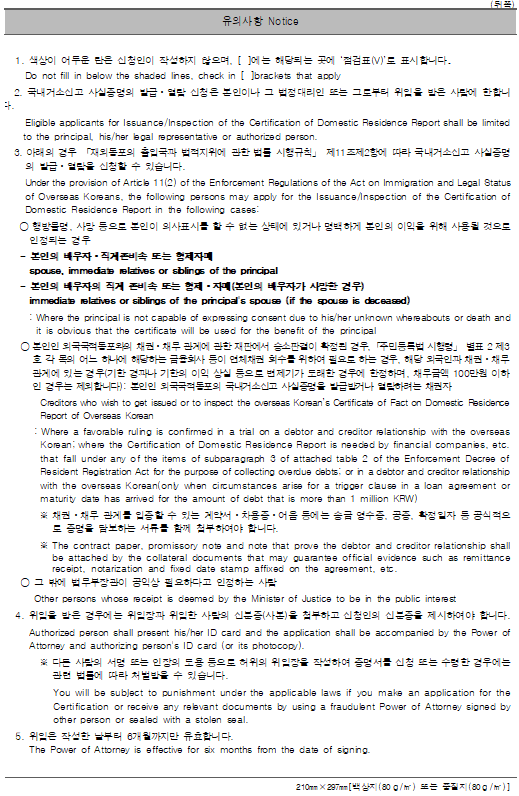 (뒤쪽)
유의사항 Notice
1. 색상이 어두운 란은 신청인이 작성하지 않으며, [ ]에는 해당되는 곳에 '점검표(V)'로 표시합니다.
Do not fill in below the shaded lines, check in [ ]brackets that apply
2. 국내거소신고 사실증명의 발급·열람 신청은 본인이나 그 법정대리인 또는 그로부터 위임을 받은 사람에 한합니
다.
Eligible applicants for Issuance/Inspection of the Certification of Domestic Residence Report shall be limited
to the principal, his/her legal representative or authorized person.
3. 아래의 경우 「재외동포의 출입국과 법적지위에 관한 법률 시행규칙」 제11조제2항에 따라 국내거소신고 사실증명
의 발급·열람을 신청할 수 있습니다.
Under the provision of Article 11(2) of the Enforcement Regulations of the Act on Immigration and Legal Status
of Overseas Koreans, the following persons may apply for the Issuance/Inspection of the Certification of
Domestic Residence Report in the following cases:
○ 행방불명, 사망 등으로 본인이 의사표시를 할 수 없는 상태에 있거나 명백하게 본인의 이익을 위해 사용될 것으로
인정되는 경우
- 본인의 배우자·직계존비속 또는 형제자매
spouse, immediate relatives or siblings of the principal
- 본인의 배우자의 직계 존비속 또는 형제·자매(본인의 배우자가 사망한 경우)
immediate relatives or siblings of the principal's spouse (if the spouse is deceased)
: Where the principal is not capable of expressing consent due to his/her unknown whereabouts or death and
it is obvious that the certificate will be used for the benefit of the principal
○ 본인인 외국국적동포와의 채권·채무 관계에 관한 재판에서 승소판결이 확정된 경우, 「주민등록법 시행령」 별표 2 제3
호 각 목의 어느 하나에 해당하는 금융회사 등이 연체채권 회수를 위하여 필요로 하는 경우, 해당 외국인과 채권·채무
관계에 있는 경우(기한 경과나 기한의 이익 상실 등으로 변제기가 도래한 경우에 한정하며, 채무금액 100만원 이하
인 경우는 제외합니다): 본인인 외국국적동포의 국내거소신고 사실증명을 발급받거나 열람하려는 채권자
Creditors who wish to get issued or to inspect the overseas Korean's Certificate of Fact on Domestic Residence
Report of Overseas Korean
: Where a favorable ruling is confirmed in a trial on a debtor and creditor relationship with the overseas
Korean; where the Certification of Domestic Residence Report is needed by financial companies, etc.
that fall under any of the items of subparagraph 3 of attached table 2 of the Enforcement Decree of
Resident Registration Act for the purpose of collecting overdue debts; or in a debtor and creditor relationship
with the overseas Korean(only when circumstances arise for a trigger clause in a loan agreement or
maturity date has arrived for the amount of debt that is more than 1 million KRW)
※ 채권·채무 관계를 입증할 수 있는 계약서·차용증·어음 등에는 송금 영수증, 공증, 확정일자 등 공식적으
로 증명을 담보하는 서류를 함께 첨부하여야 합니다.
※ The contract paper, promissory note and note that prove the debtor and creditor relationship shall
be attached by the collateral documents that may guarantee official evidence such as remittance
receipt, notarization and fixed date stamp affixed on the agreement, etc.
○ 그 밖에 법무부장관이 공익상 필요하다고 인정하는 사람
Other persons whose receipt is deemed by the Minister of Justice to be in the public interest
4. 위임을 받은 경우에는 위임장과 위임한 사람의 신분증(사본)을 첨부하고 신청인의 신분증을 제시하여야 합니다.
Authorized person shall present his/her ID card and the application shall be accompanied by the Power of
Attorney and authorizing person's ID card (or its photocopy).
※ 다른 사람의 서명 또는 인장의 도용 등으로 허위의 위임장을 작성하여 증명서를 신청 또는 수령한 경우에는
관련 법률에 따라 처벌받을 수 있습니다.
You will be subject to punishment under the applicable laws if you make an application for the
Certification or receive any relevant documents by using a fraudulent Power of Attorney signed by
other person or sealed with a stolen seal.
5. 위임은 작성한 날부터 6개월까지만 유효합니다.
The Power of Attorney is effective for six months from the date of signing.
210mm×297mm[백상지(80g/㎡) 또는 중질지(80g/㎡)]